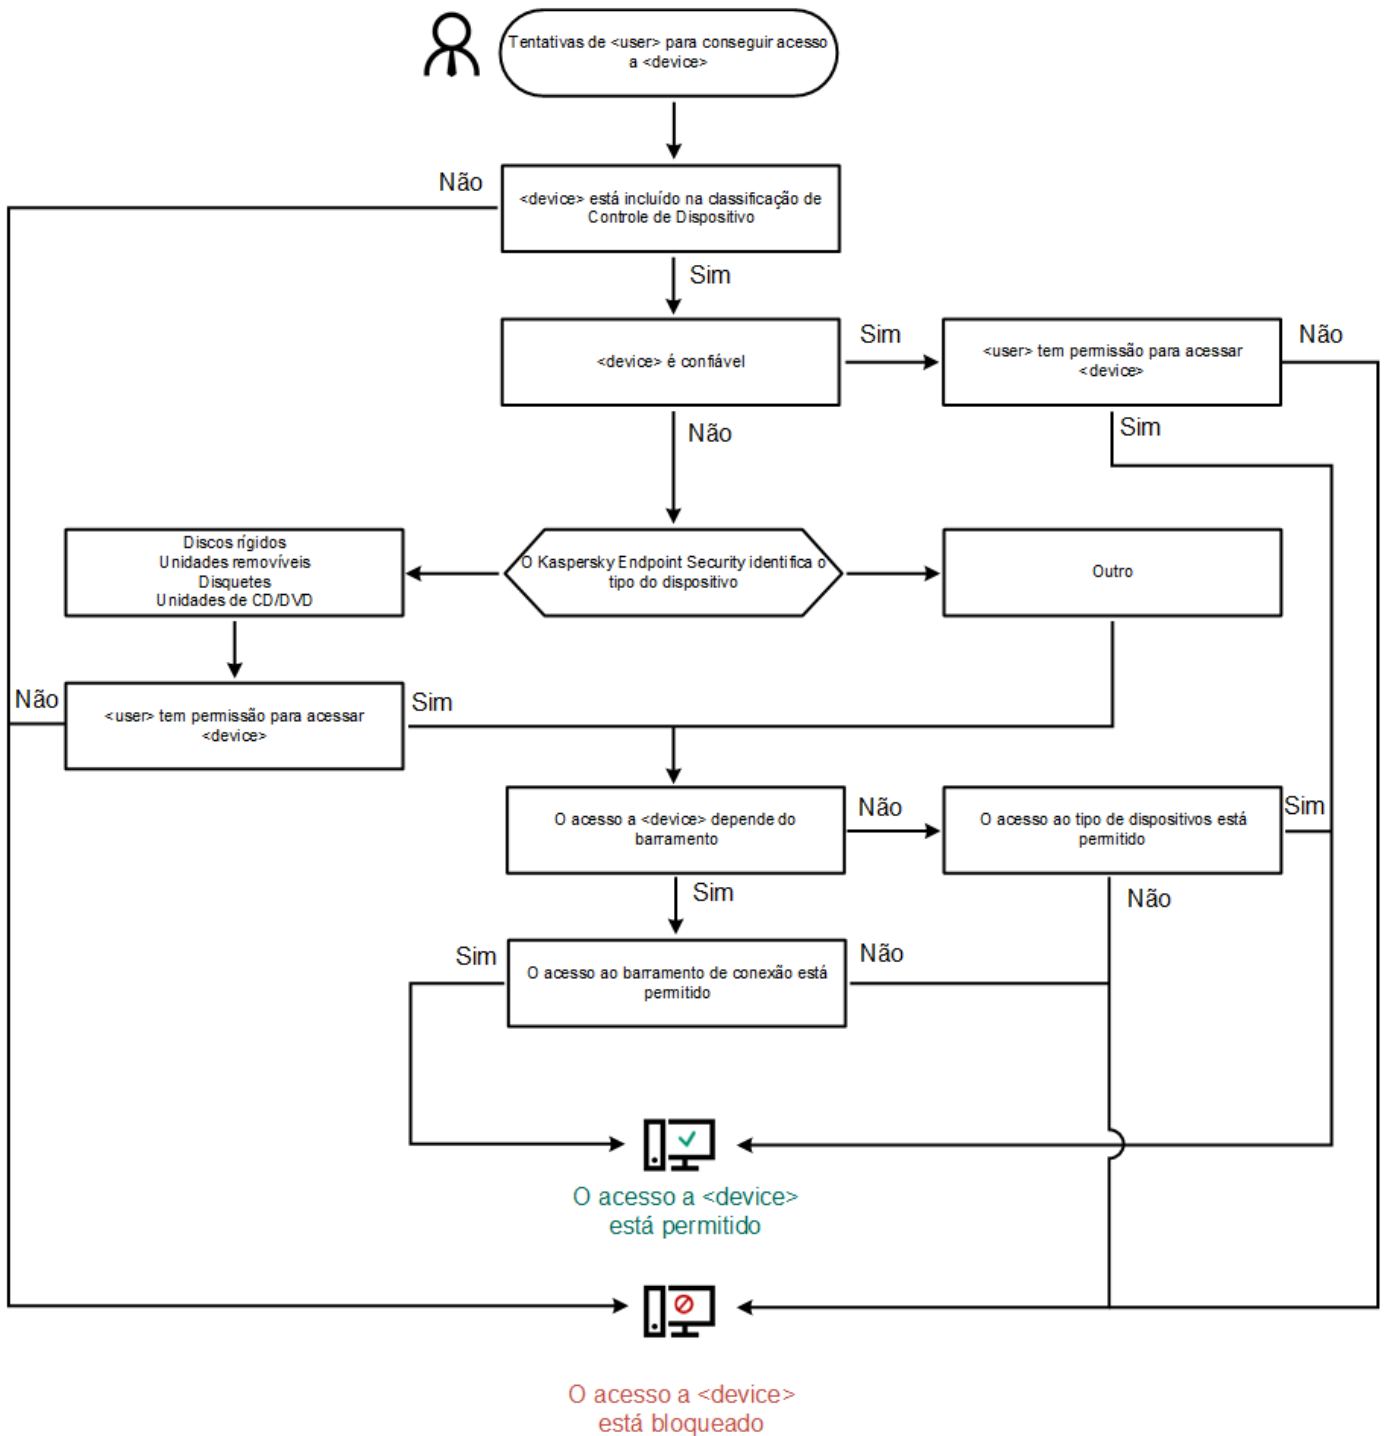 Tentativas de <user> para conseguir acesso
a <device>
Não
<device> está incluído na classificação de
Controle de Dispositivo
Sim
<device> é confiável
Sim
<user> tem permissão para acessar
<device>
Não
Não
Sim
Discos rígidos
Unidades removíveis
Disquetes
Unidades de CD/DVD
O Kaspersky Endpoint Security identifica o
tipo do dispositivo
Outro
Não
<user> tem permissão para acessar
<device>
Sim
O acesso a <device> depende do
barramento
Não
O acesso ao tipo de dispositivos está
permitido
Sim
Sim
Não
Sim
O acesso ao barramento de conexão está
permitido
Não
O acesso a <device>
está permitido
O acesso a <device>
está bloqueado